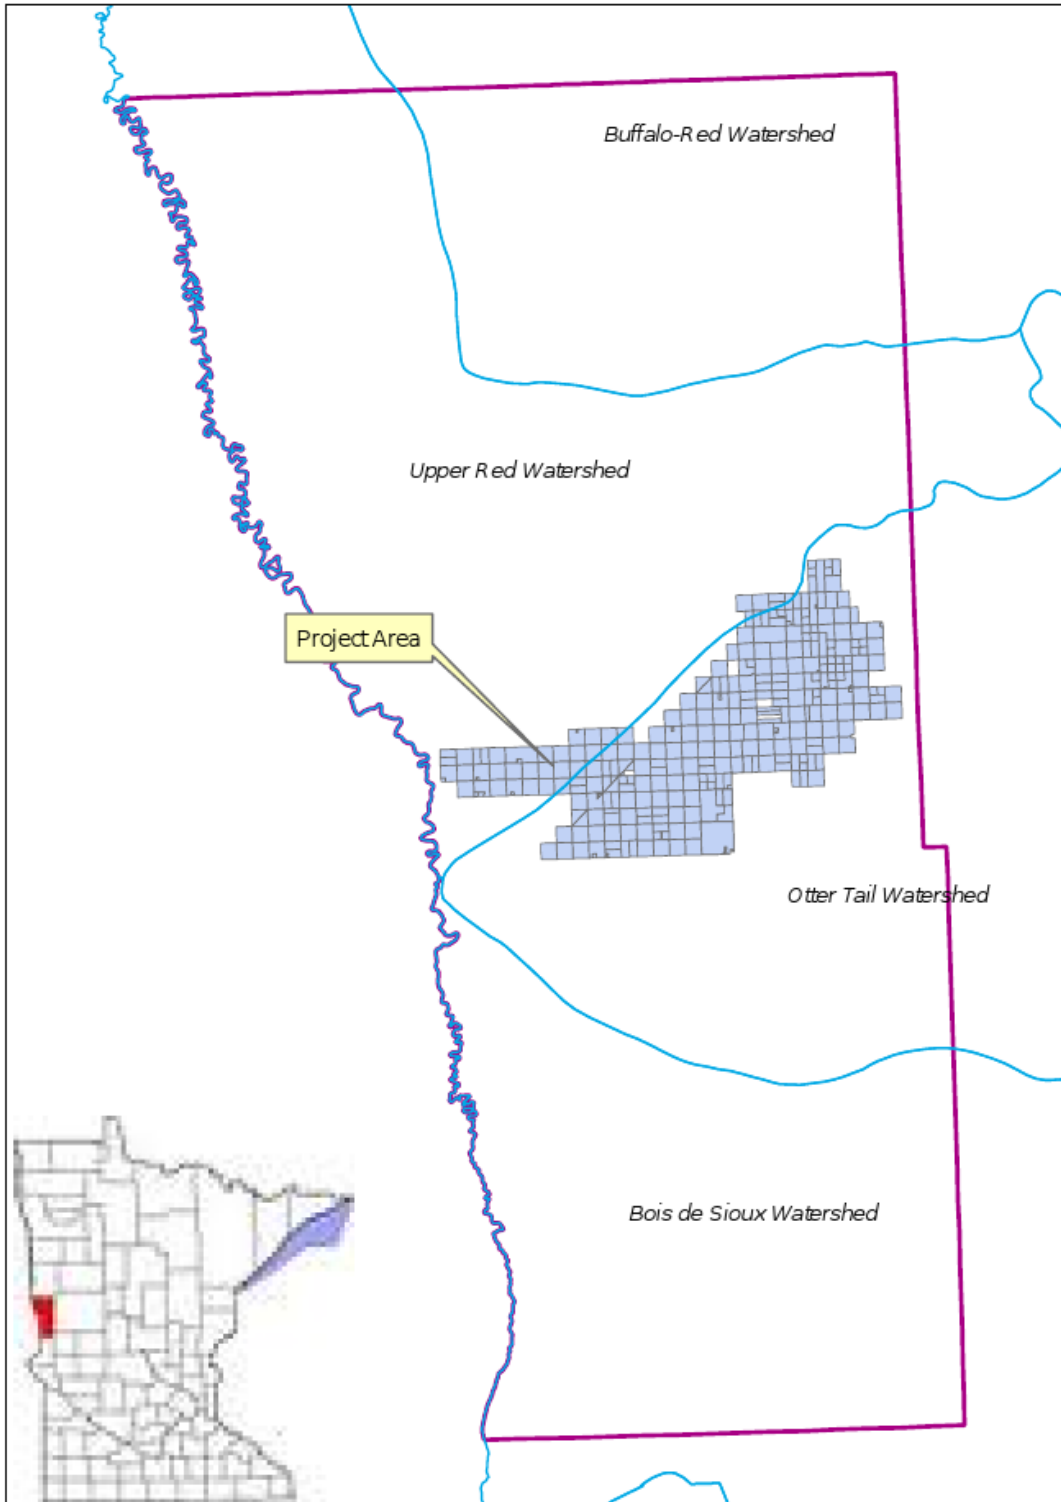 Buffalo-Red Watershed
Upper Red Watershed
Project Area
Otter Tail Watershed
Bois de Sioux Watershed